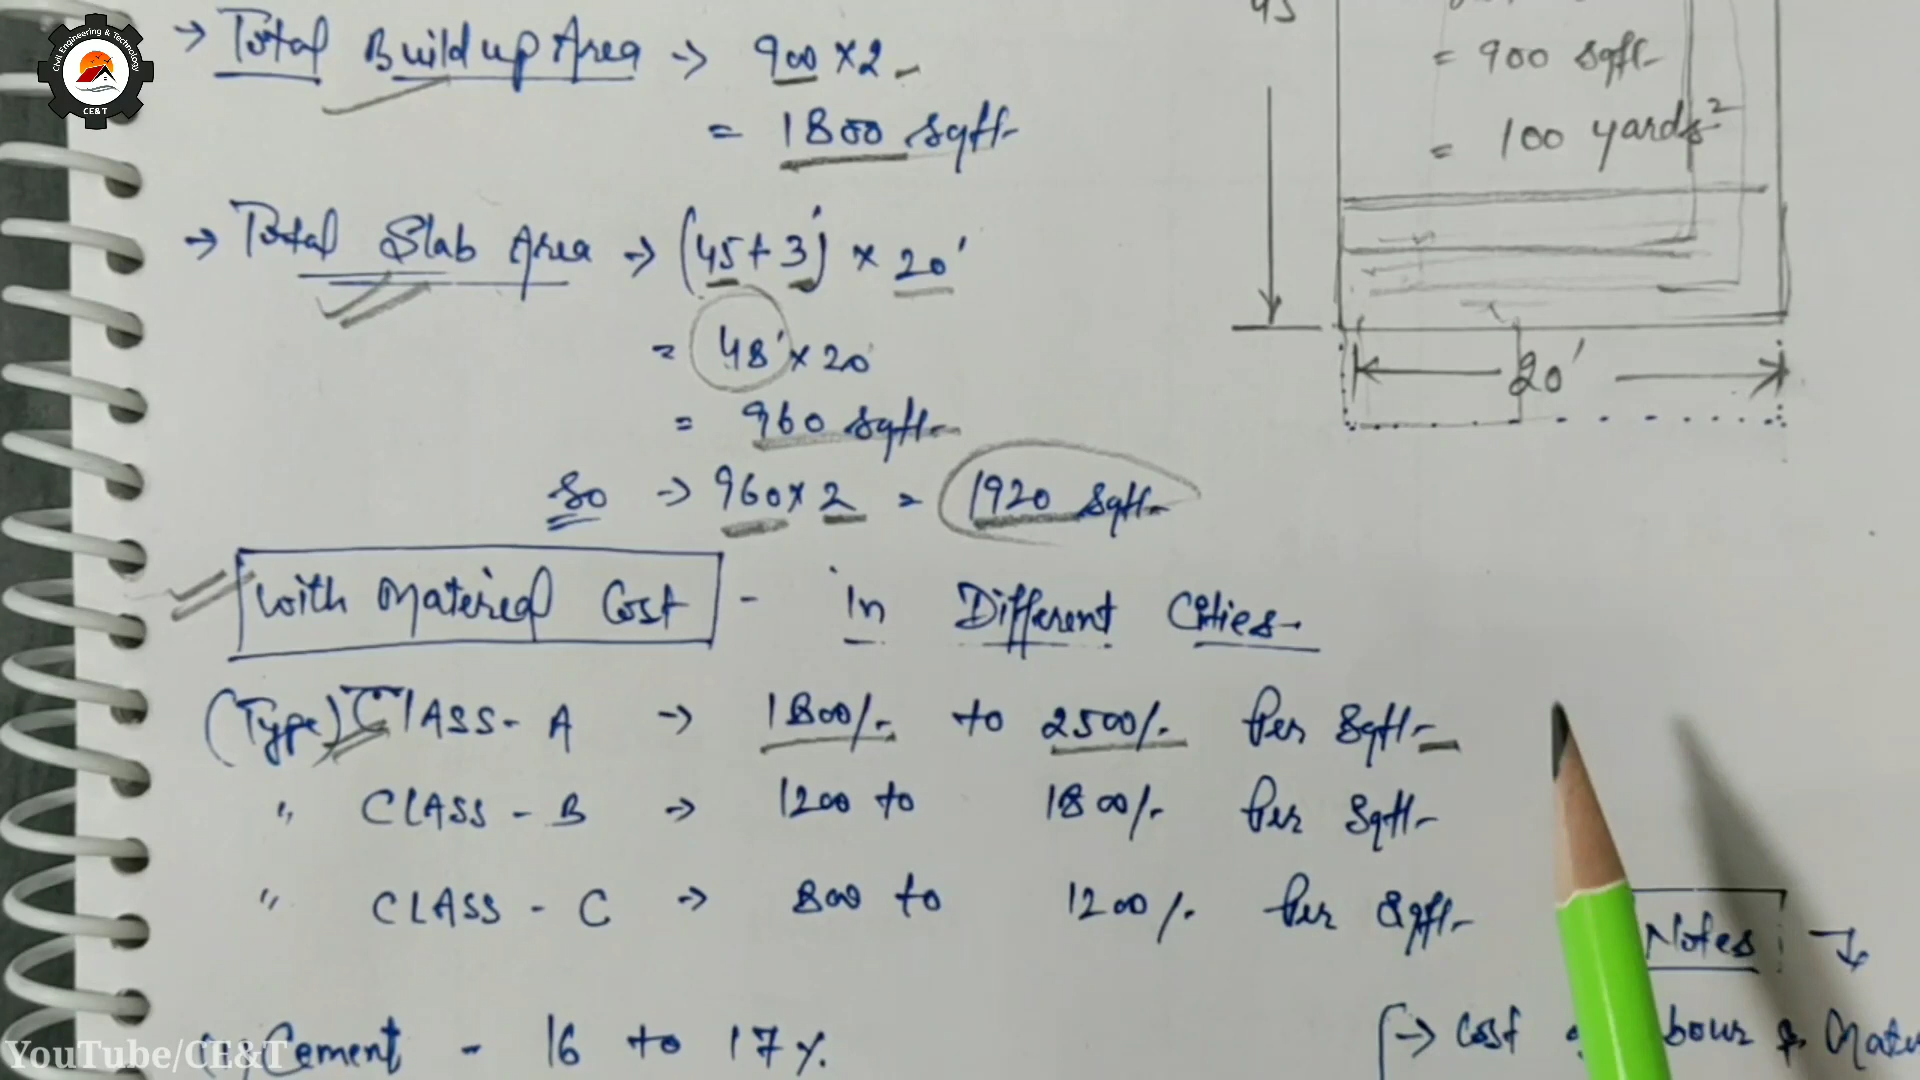 Civil Engineering & Technology
CE&T
→ Total Buildup Area → 900 × 2
= 1800 sqft
→ Total Slab Area → (45 + 3) × 20'
= 48' × 20
= 960 sqft
So → 960 × 2 = 1920 sqft
45
= 900 sqft
= 100 yards²
20'
With Material Cost - in Different Cities
(Type) CLASS - A → 1800/- to 2500/- Per Sqft
" CLASS - B → 1200 to 1800/- Per Sqft
" CLASS - C → 800 to 1200/- Per Sqft
Cement - 16 to 17%
Notes
→ Cost
YouTube/CE&T